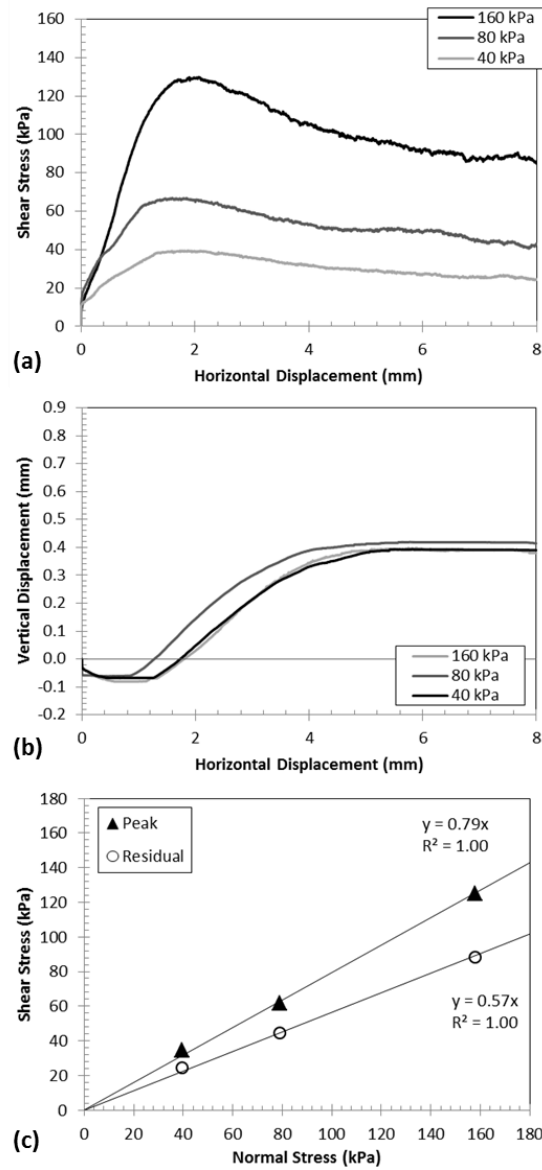 160
140
120
100
80
60
40
20
0
Shear Stress (kPa)
160 kPa
80 kPa
40 kPa
0 2 4 6 8
Horizontal Displacement (mm)
(a)
0.9
0.8
0.7
0.6
0.5
0.4
0.3
0.2
0.1
0.0
-0.1
-0.2
Vertical Displacement (mm)
160 kPa
80 kPa
40 kPa
0 2 4 6 8
Horizontal Displacement (mm)
(b)
180
160
140
120
100
80
60
40
20
0
Shear Stress (kPa)
Peak
Residual
y = 0.79x
R² = 1.00
y = 0.57x
R² = 1.00
0 20 40 60 80 100 120 140 160 180
Normal Stress (kPa)
(c)